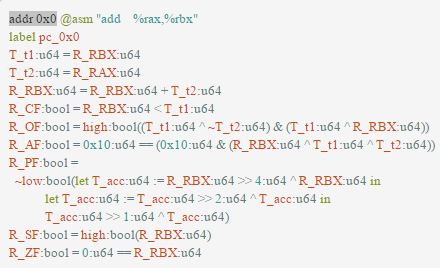 addr 0x0 @asm "add    %rax,%rbx"
label pc_0x0
T_t1:u64 = R_RBX:u64
T_t2:u64 = R_RAX:u64
R_RBX:u64 = R_RBX:u64 + T_t2:u64
R_CF:bool = R_RBX:u64 < T_t1:u64
R_OF:bool = high:bool((T_t1:u64 ^ ~T_t2:u64) & (T_t1:u64 ^ R_RBX:u64))
R_AF:bool = 0x10:u64 == (0x10:u64 & (R_RBX:u64 ^ T_t1:u64 ^ T_t2:u64))
R_PF:bool =
~low:bool(let T_acc:u64 := R_RBX:u64 >> 4:u64 ^ R_RBX:u64 in
let T_acc:u64 := T_acc:u64 >> 2:u64 ^ T_acc:u64 in
T_acc:u64 >> 1:u64 ^ T_acc:u64)
R_SF:bool = high:bool(R_RBX:u64)
R_ZF:bool = 0:u64 == R_RBX:u64